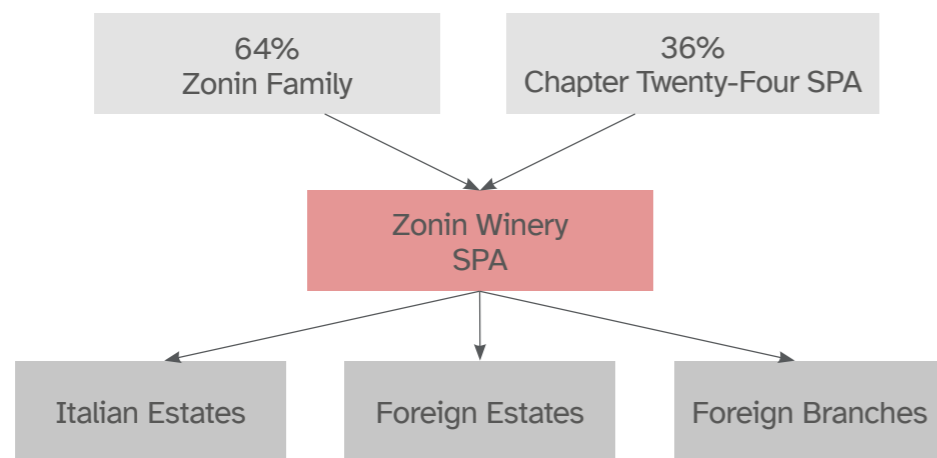 64%
Zonin Family
36%
Chapter Twenty-Four SPA
Zonin Winery
SPA
Italian Estates
Foreign Estates
Foreign Branches